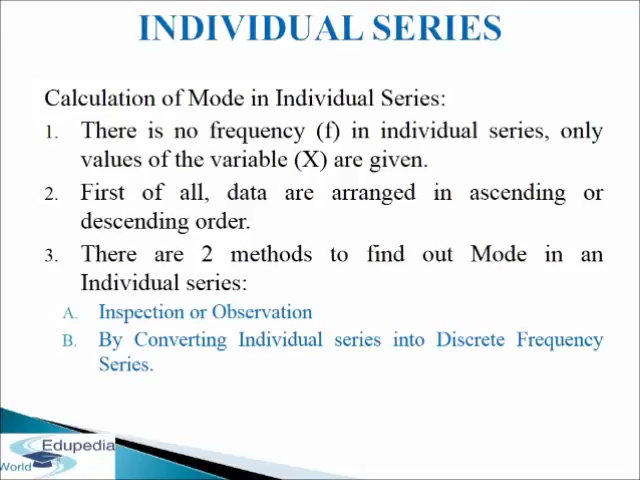 INDIVIDUAL SERIES
Calculation of Mode in Individual Series:
1. There is no frequency (f) in individual series, only
values of the variable (X) are given.
2. First of all, data are arranged in ascending or
descending order.
3. There are 2 methods to find out Mode in an
Individual series:
A. Inspection or Observation
B. By Converting Individual series into Discrete Frequency
Series.
Edupedia
World